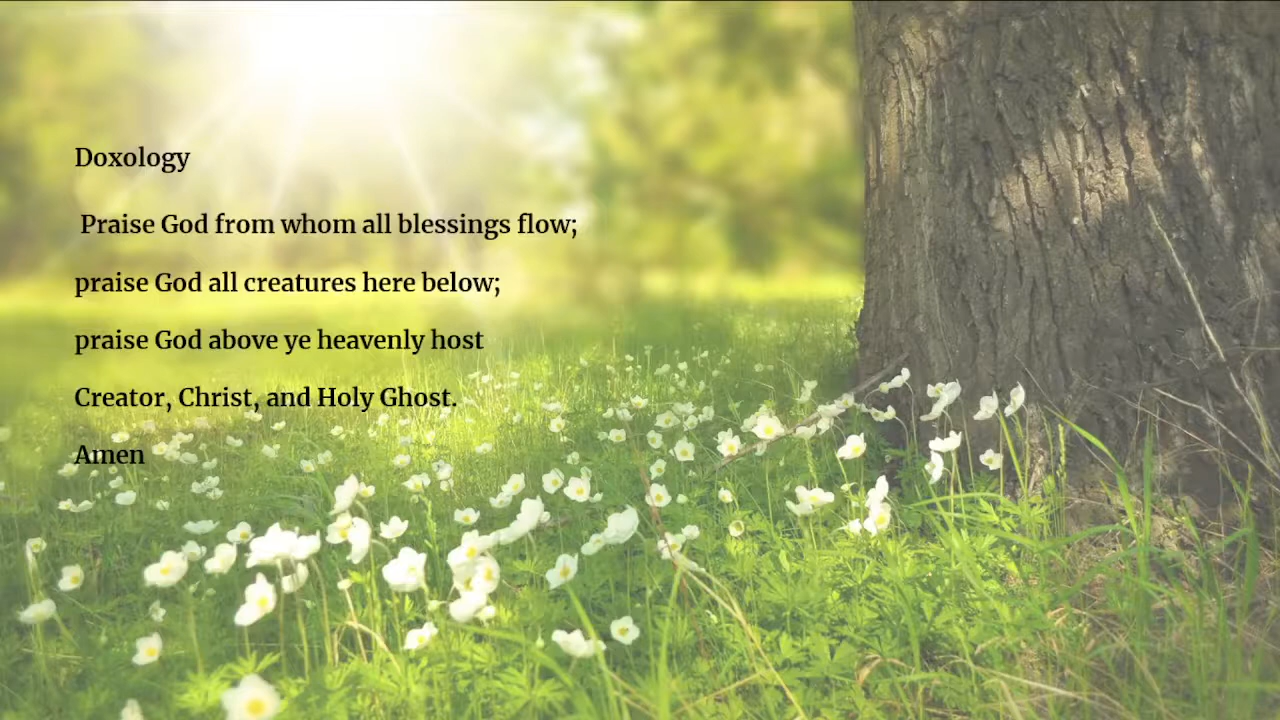 Doxology
Praise God from whom all blessings flow;
praise God all creatures here below;
praise God above ye heavenly host
Creator, Christ, and Holy Ghost.
Amen